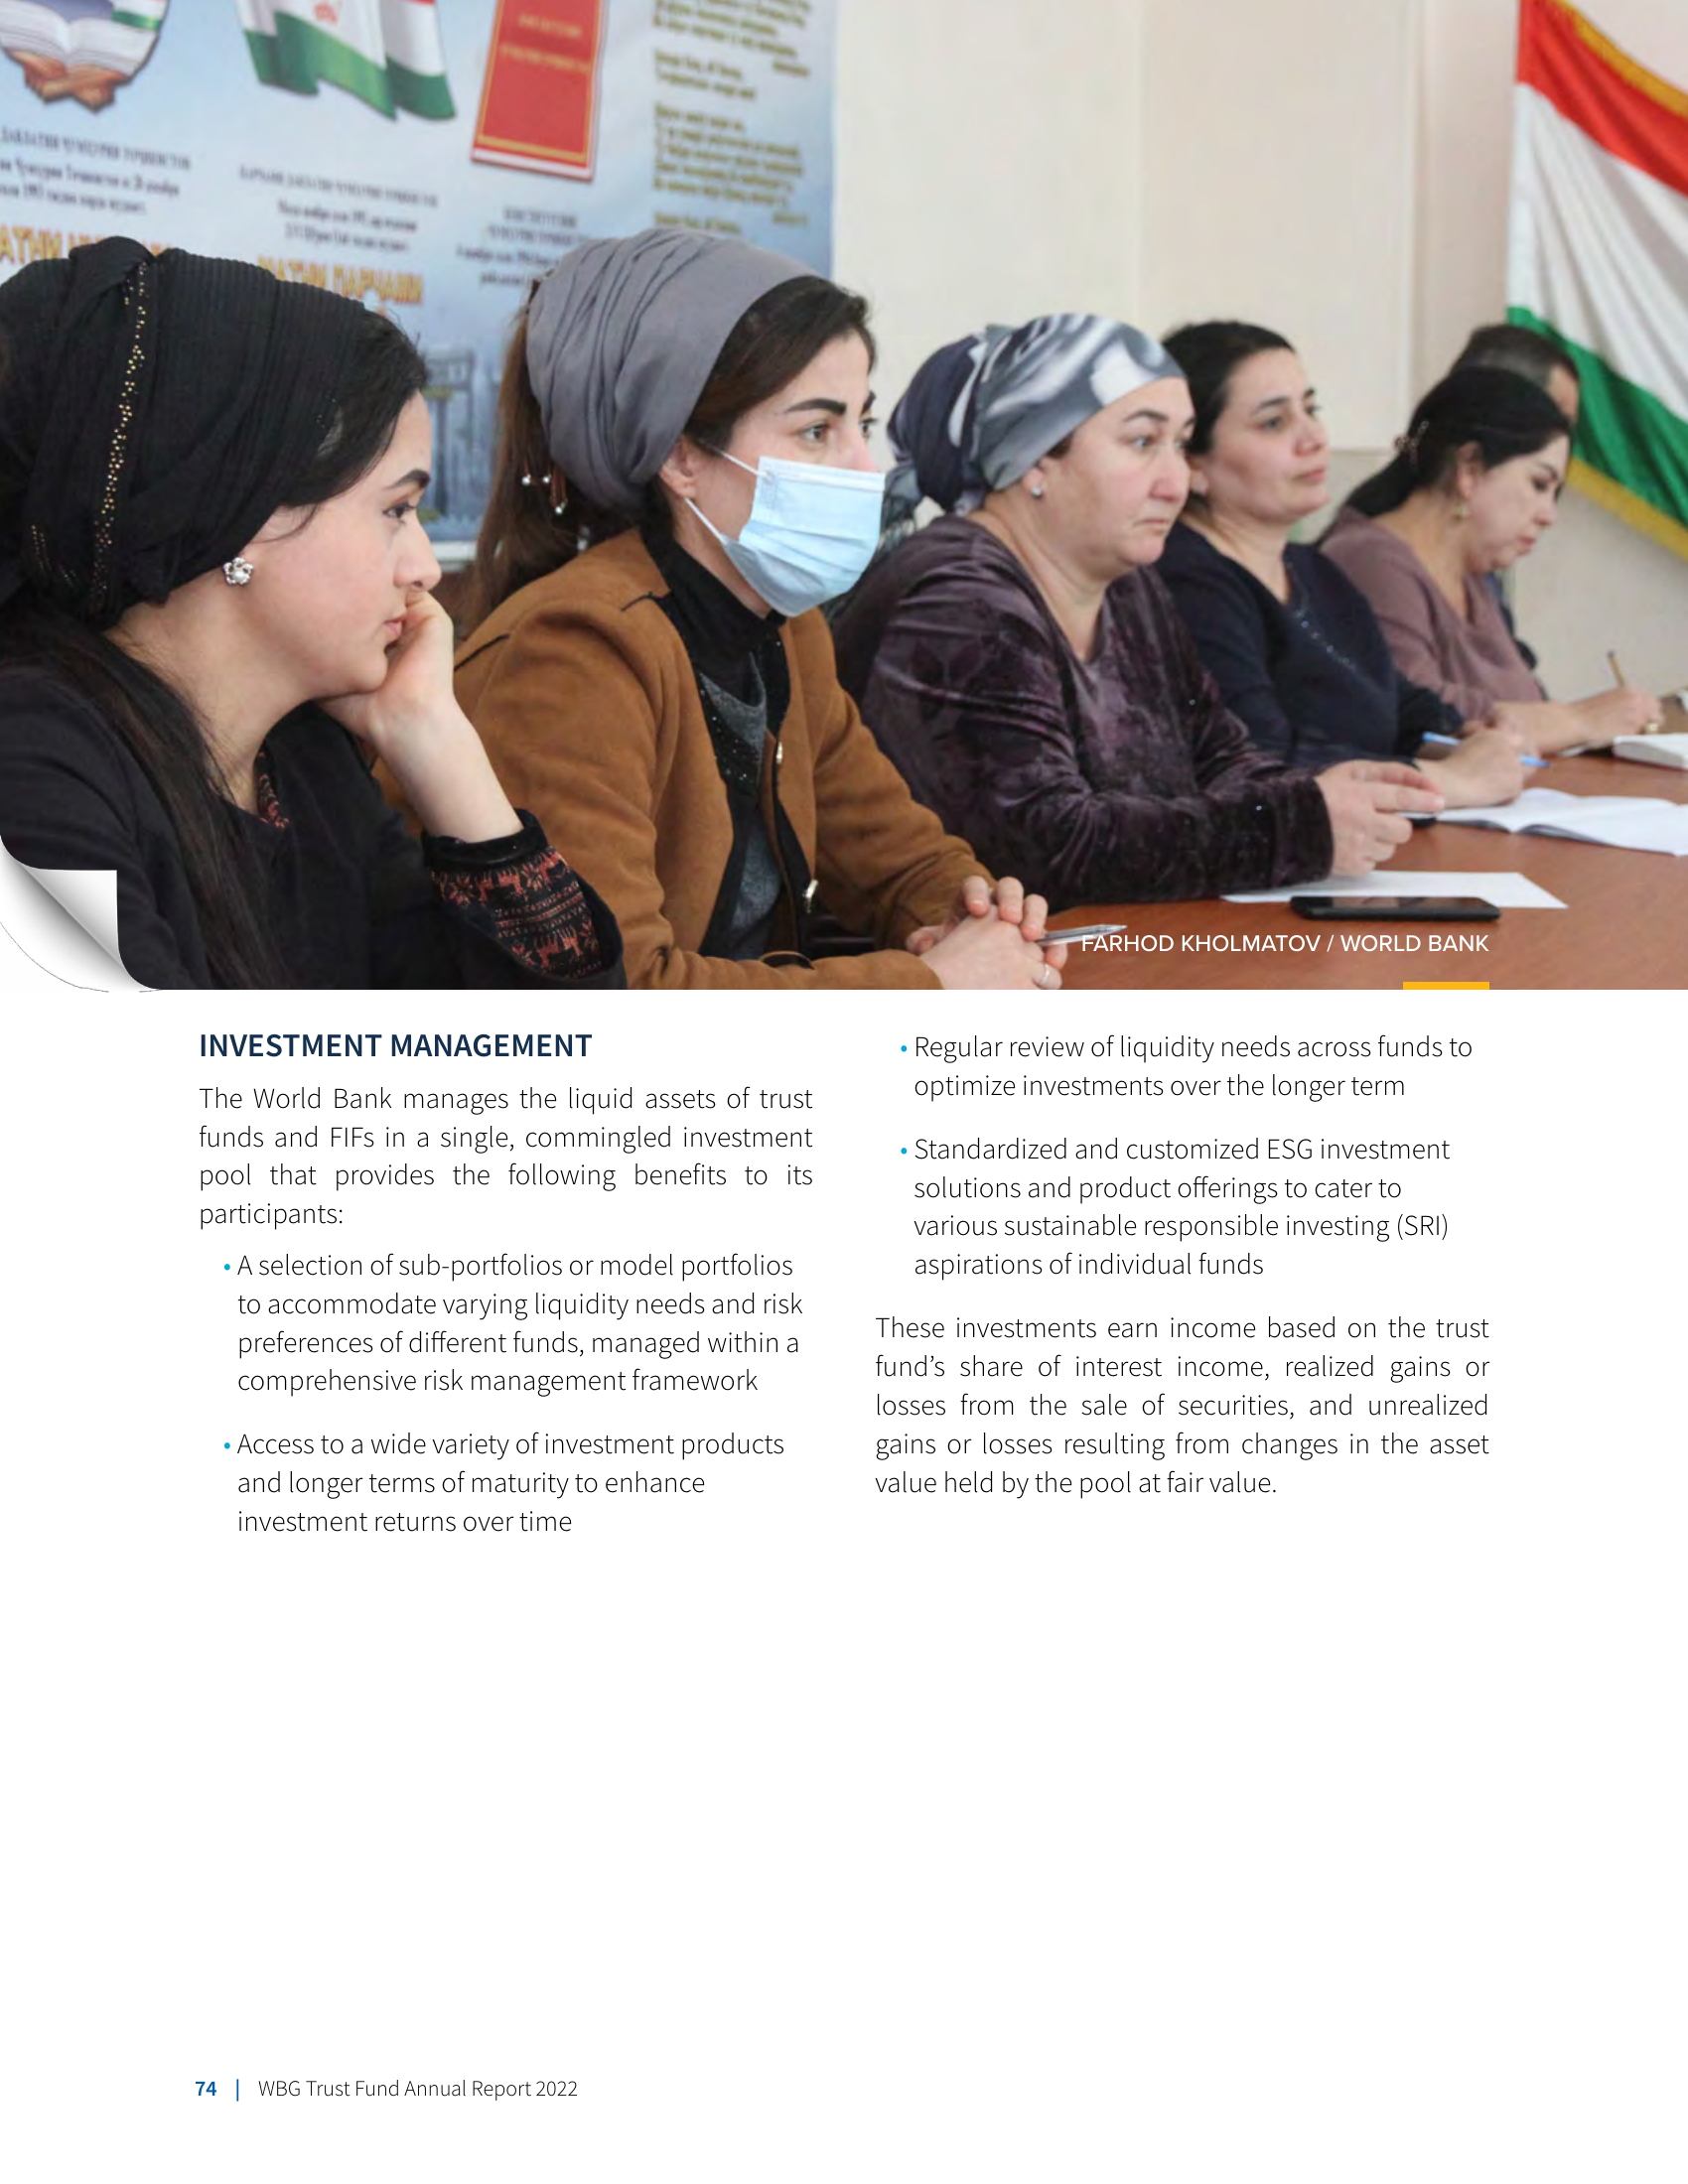 FARHOD KHOLMATOV / WORLD BANK
INVESTMENT MANAGEMENT
The World Bank manages the liquid assets of trust
funds and FIFs in a single, commingled investment
pool that provides the following benefits to its
participants:
• A selection of sub-portfolios or model portfolios
to accommodate varying liquidity needs and risk
preferences of different funds, managed within a
comprehensive risk management framework
• Access to a wide variety of investment products
and longer terms of maturity to enhance
investment returns over time
• Regular review of liquidity needs across funds to
optimize investments over the longer term
• Standardized and customized ESG investment
solutions and product offerings to cater to
various sustainable responsible investing (SRI)
aspirations of individual funds
These investments earn income based on the trust
fund’s share of interest income, realized gains or
losses from the sale of securities, and unrealized
gains or losses resulting from changes in the asset
value held by the pool at fair value.
74 | WBG Trust Fund Annual Report 2022